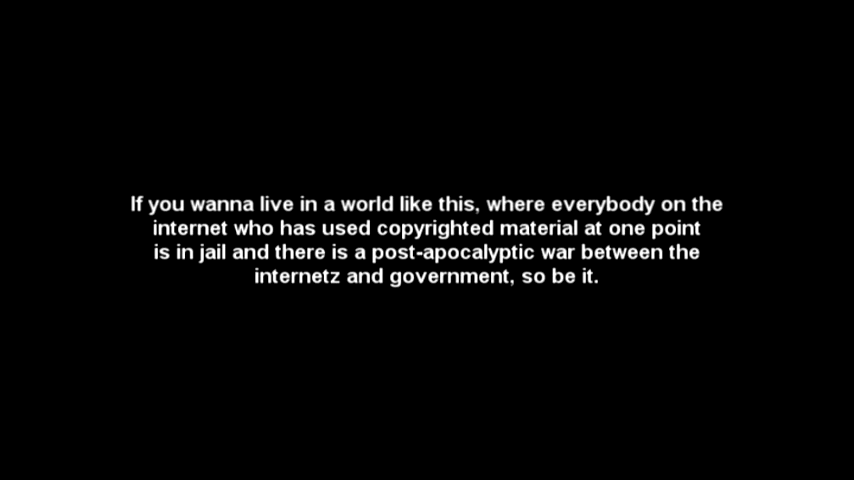 If you wanna live in a world like this, where everybody on the
internet who has used copyrighted material at one point
is in jail and there is a post-apocalyptic war between the
internetz and government, so be it.